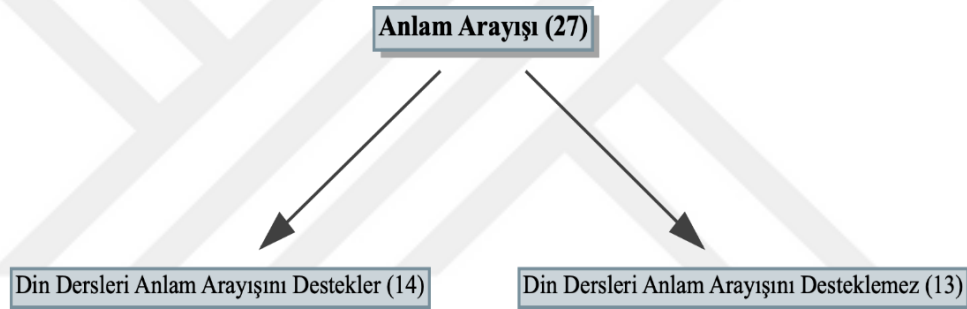 Anlam Arayışı (27)
Din Dersleri Anlam Arayışını Destekler (14)
Din Dersleri Anlam Arayışını Desteklemez (13)